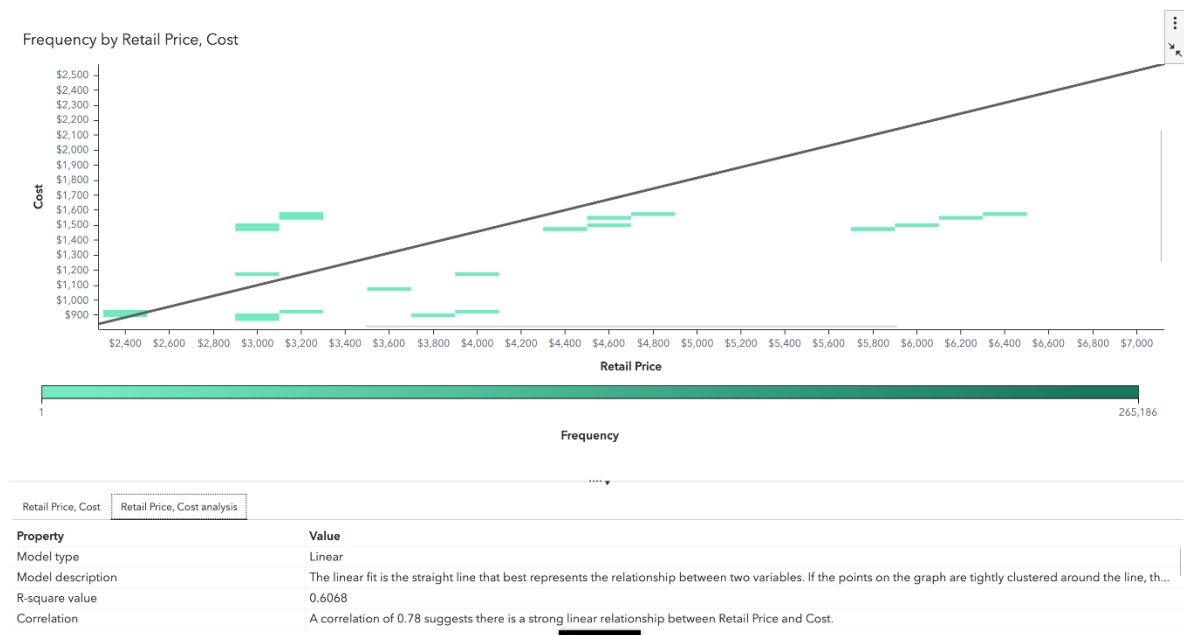 Frequency by Retail Price, Cost
$2,500
$2,400
$2,300
$2,200
$2,100
$2,000
$1,900
$1,800
$1,700
$1,600
$1,500
$1,400
$1,300
$1,200
$1,100
$1,000
$900
Cost
$2,400 $2,600 $2,800 $3,000 $3,200 $3,400 $3,600 $3,800 $4,000 $4,200 $4,400 $4,600 $4,800 $5,000 $5,200 $5,400 $5,600 $5,800 $6,000 $6,200 $6,400 $6,600 $6,800 $7,000
Retail Price
1 265,186
Frequency
Retail Price, Cost Retail Price, Cost analysis
Property Value
Model type Linear
Model description The linear fit is the straight line that best represents the relationship between two variables. If the points on the graph are tightly clustered around the line, th...
R-square value 0.6068
Correlation A correlation of 0.78 suggests there is a strong linear relationship between Retail Price and Cost.